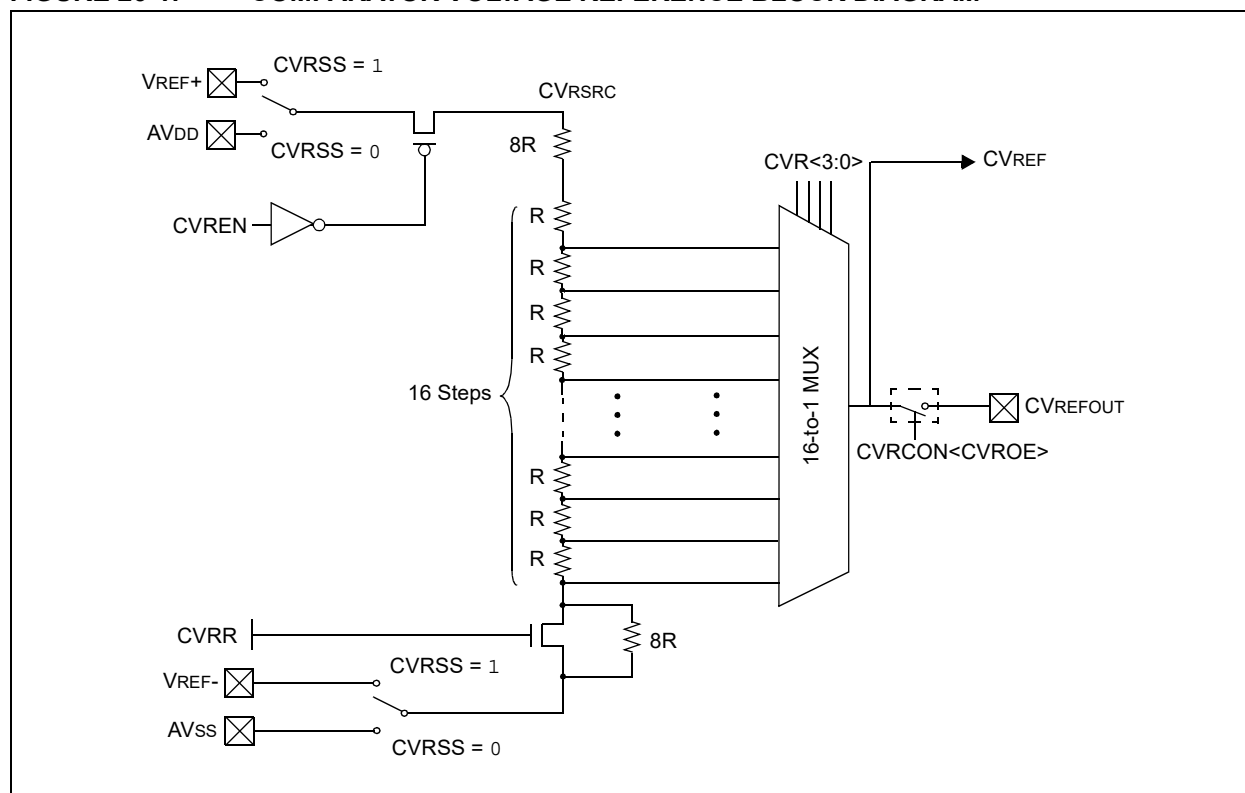 CVRSS = 1
VREF+
CVRSRC
AVDD
8R
CVRSS = 0
CVR<3:0>
CVREF
CVREN
R
R
R
R
16 Steps
16-to-1 MUX
CVREFOUT
CVRCON<CVROE>
R
R
R
CVRR
8R
CVRSS = 1
VREF-
AVSS
CVRSS = 0